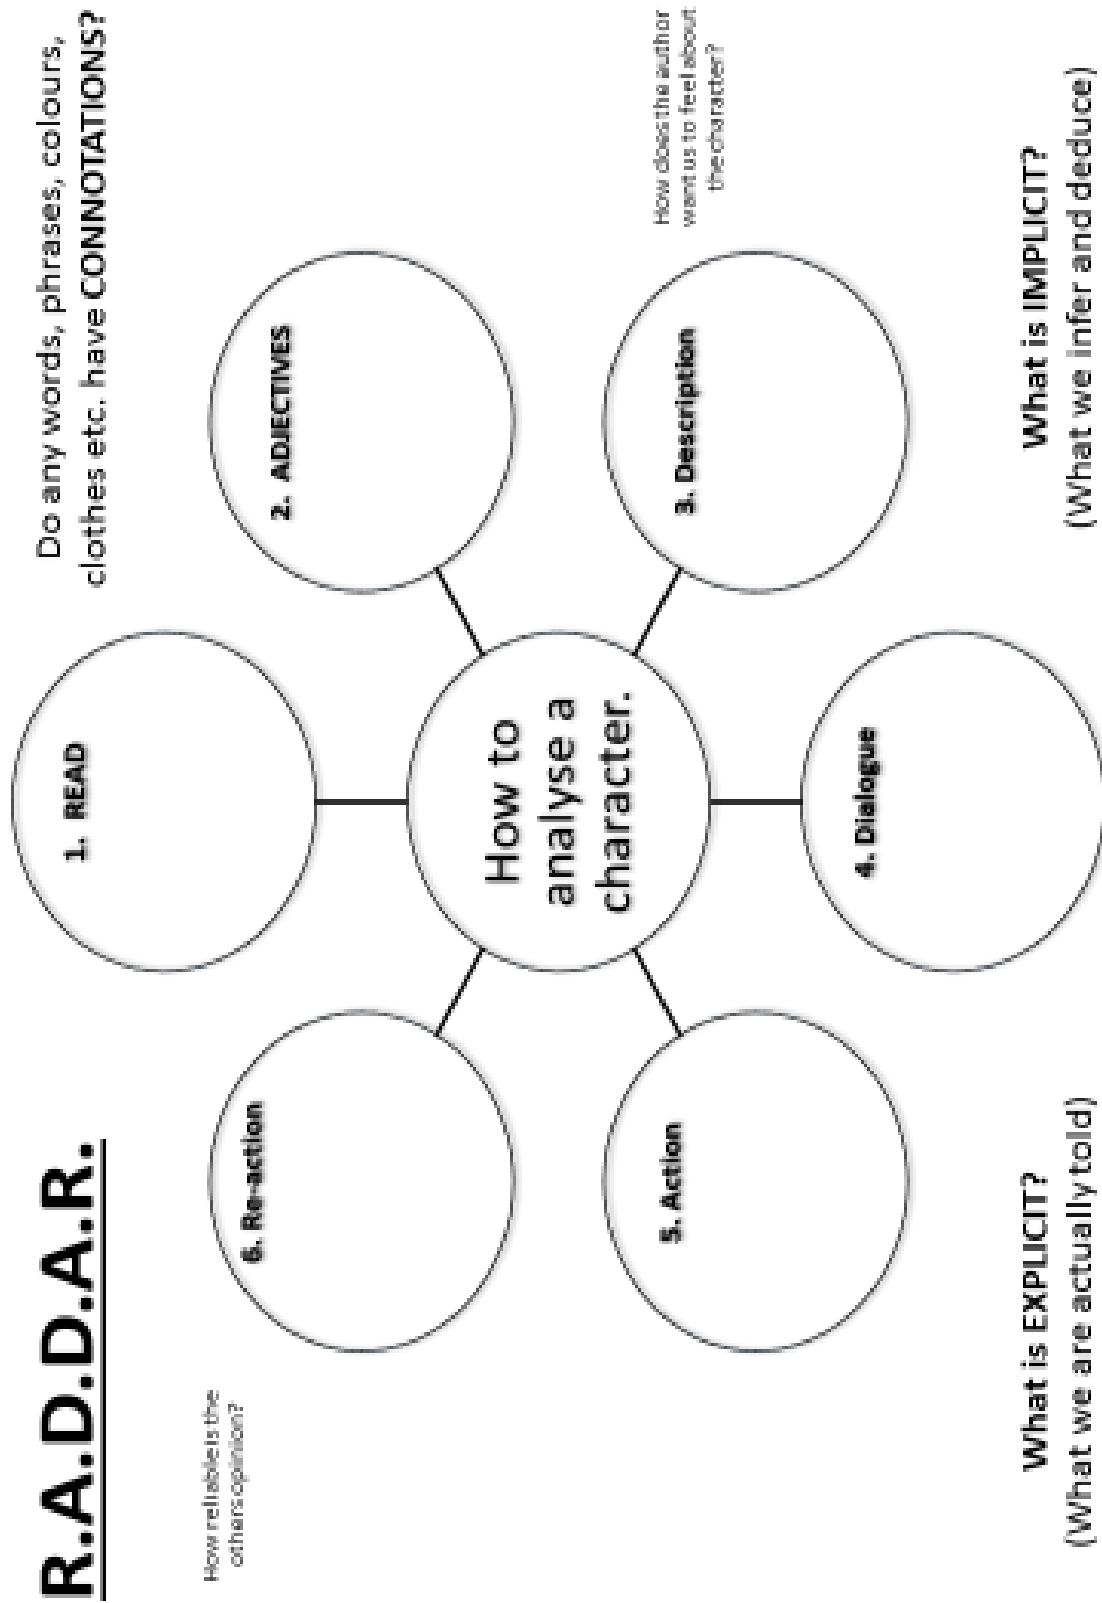 R.A.D.D.A.R.
Do any words, phrases, colours,
clothes etc. have CONNOTATIONS?
1. READ
2. ADJECTIVES
How does the author
want us to feel about
the character?
3. Description
4. Dialogue
5. Action
6. Re-action
How reliable is the
others opinion?
How to
analyse a
character.
What is EXPLICIT?
(What we are actually told)
What is IMPLICIT?
(What we infer and deduce)